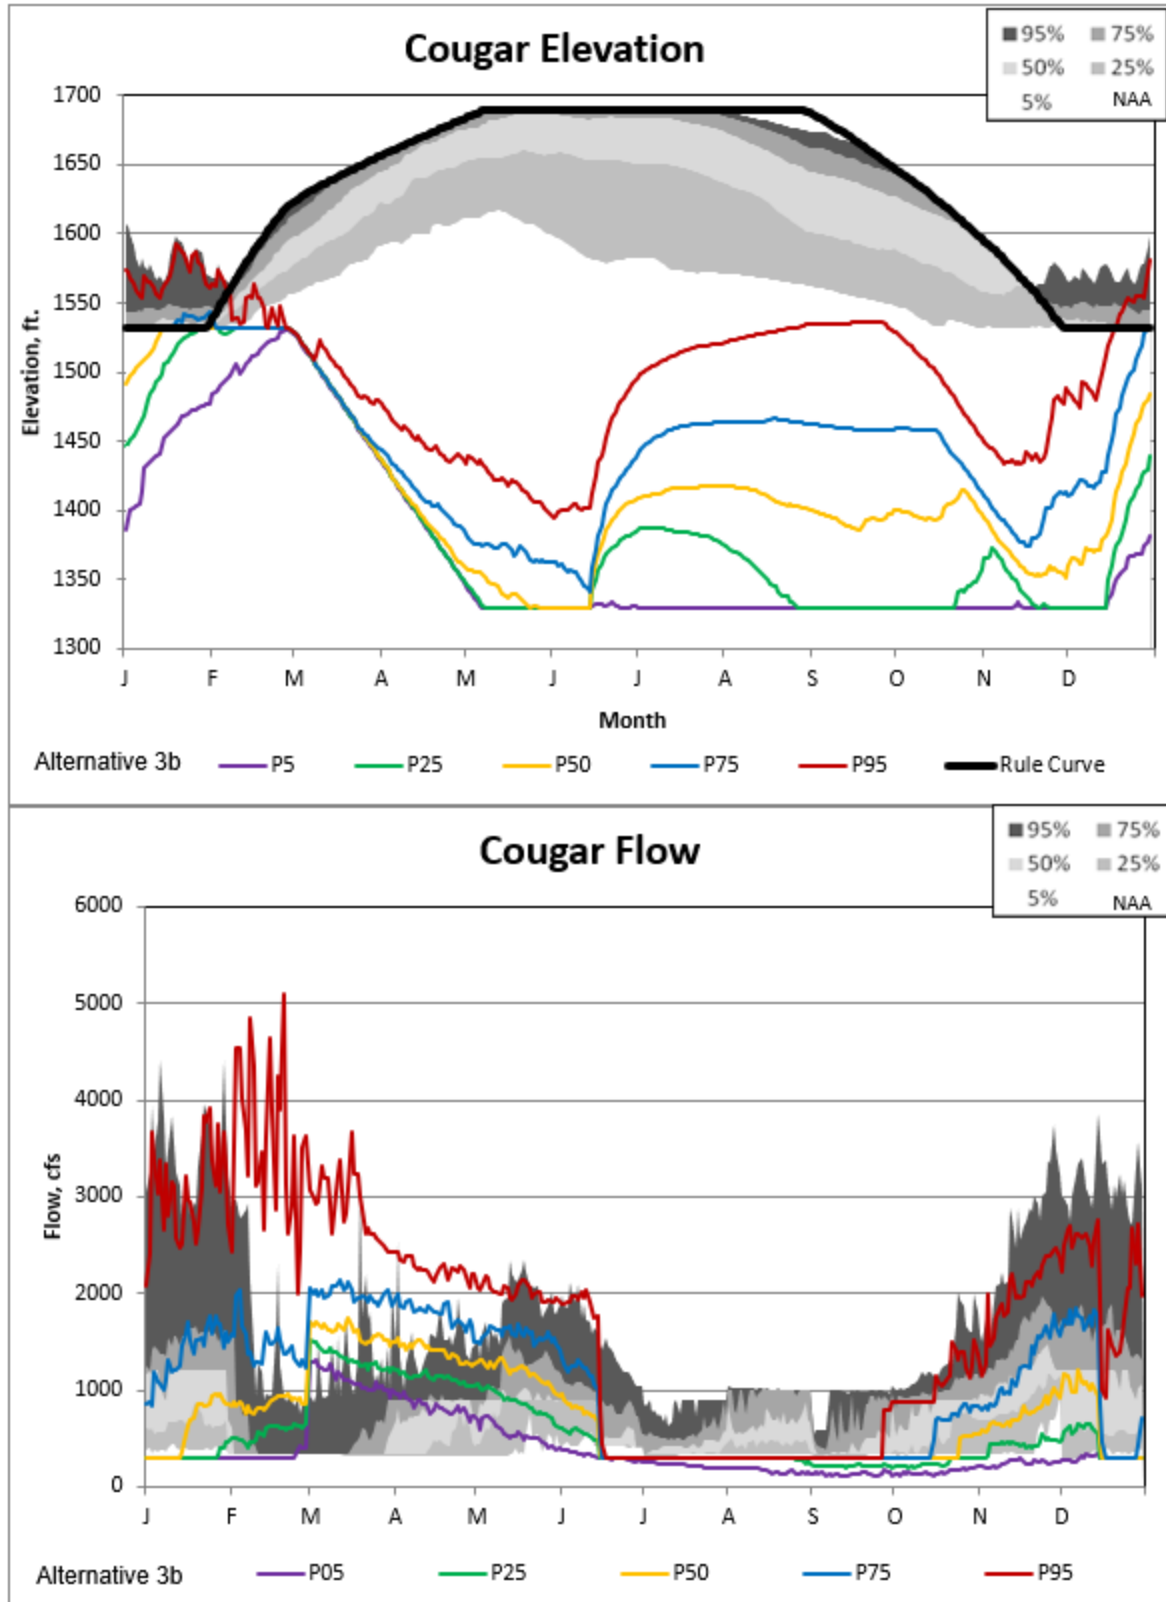 Cougar Elevation
95% 75%
50% 25%
5% NAA
1700
1650
1600
1550
1500
1450
1400
1350
1300
Elevation, ft.
J F M A M J J A S O N D
Month
Alternative 3b P5 P25 P50 P75 P95 Rule Curve
Cougar Flow
95% 75%
50% 25%
5% NAA
6000
5000
4000
3000
2000
1000
0
Flow, cfs
J F M A M J J A S O N D
Alternative 3b P05 P25 P50 P75 P95